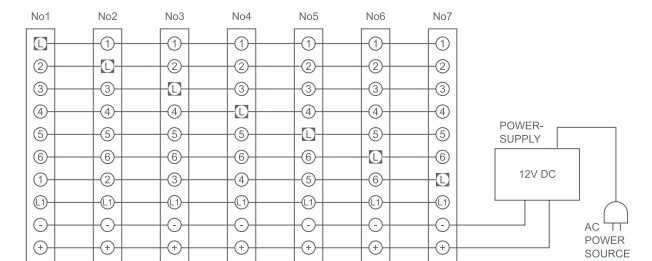 No1 No2 No3 No4 No5 No6 No7
L 1 1 1 1 1 1
2 L 2 2 2 2 2
3 3 L 3 3 3 3
4 4 4 L 4 4 4
5 5 5 5 L 5 5
6 6 6 6 6 L 6
1 2 3 4 5 6 L
L1 L1 L1 L1 L1 L1 L1
- - - - - - -
+ + + + + + +
POWER-
SUPPLY
12V DC
AC
POWER
SOURCE